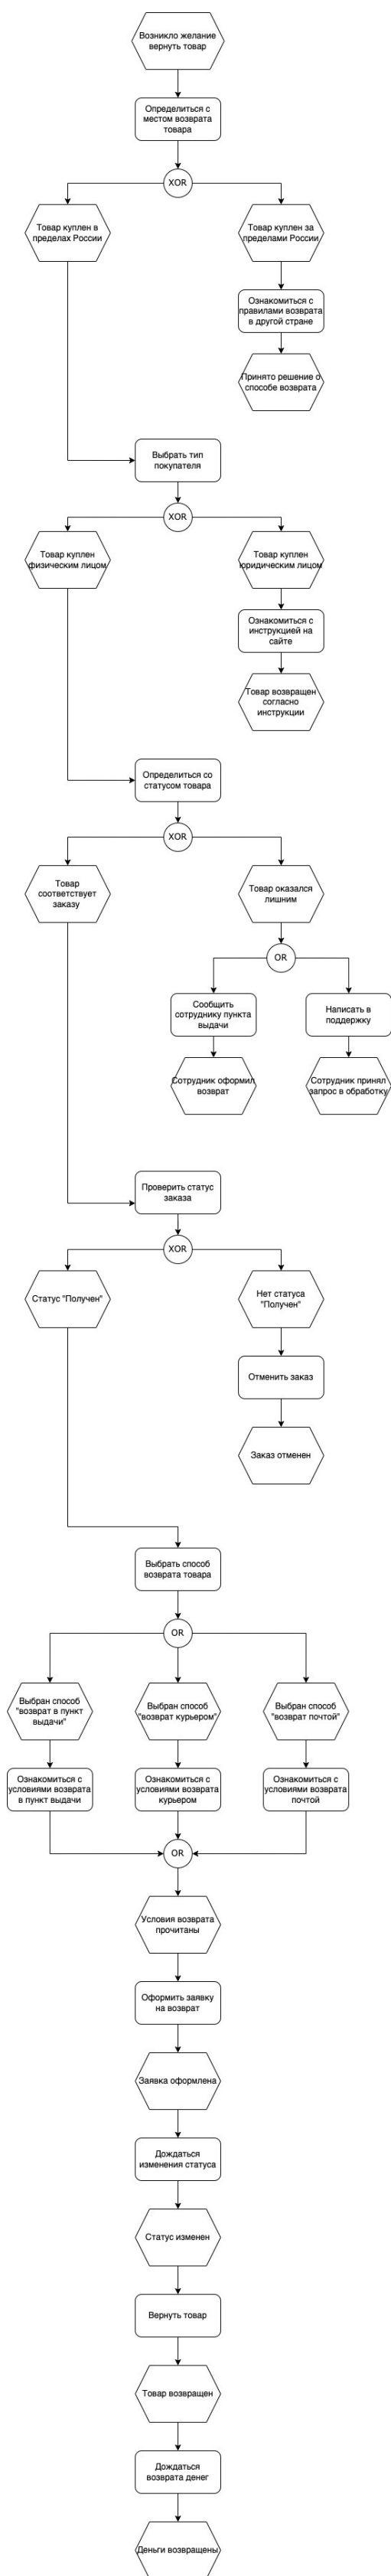 Возникло желание
вернуть товар
Определиться с
местом возврата
товара
XOR
Товар куплен в
пределах России
Товар куплен за
пределами России
Ознакомиться с
правилами возврата
в другой стране
Принято решение о
способе возврата
Выбрать тип
покупателя
XOR
Товар куплен
физическим лицом
Товар куплен
юридическим лицом
Ознакомиться с
инструкцией на
сайте
Товар возвращен
согласно
инструкции
Определиться со
статусом товара
XOR
Товар
соответствует
заказу
Товар оказался
лишним
OR
Сообщить
сотруднику пункта
выдачи
Написать в
поддержку
Сотрудник оформил
возврат
Сотрудник принял
запрос в обработку
Проверить статус
заказа
XOR
Статус "Получен"
Нет статуса
"Получен"
Отменить заказ
Заказ отменен
Выбрать способ
возврата товара
OR
Выбран способ
"возврат в пункт
выдачи"
Выбран способ
"возврат курьером"
Выбран способ
"возврат почтой"
Ознакомиться с
условиями возврата
в пункт выдачи
Ознакомиться с
условиями возврата
курьером
Ознакомиться с
условиями возврата
почтой
OR
Условия возврата
прочитаны
Оформить заявку
на возврат
Заявка оформлена
Дождаться
изменения статуса
Статус изменен
Вернуть товар
Товар возвращен
Дождаться
возврата денег
Деньги возвращены